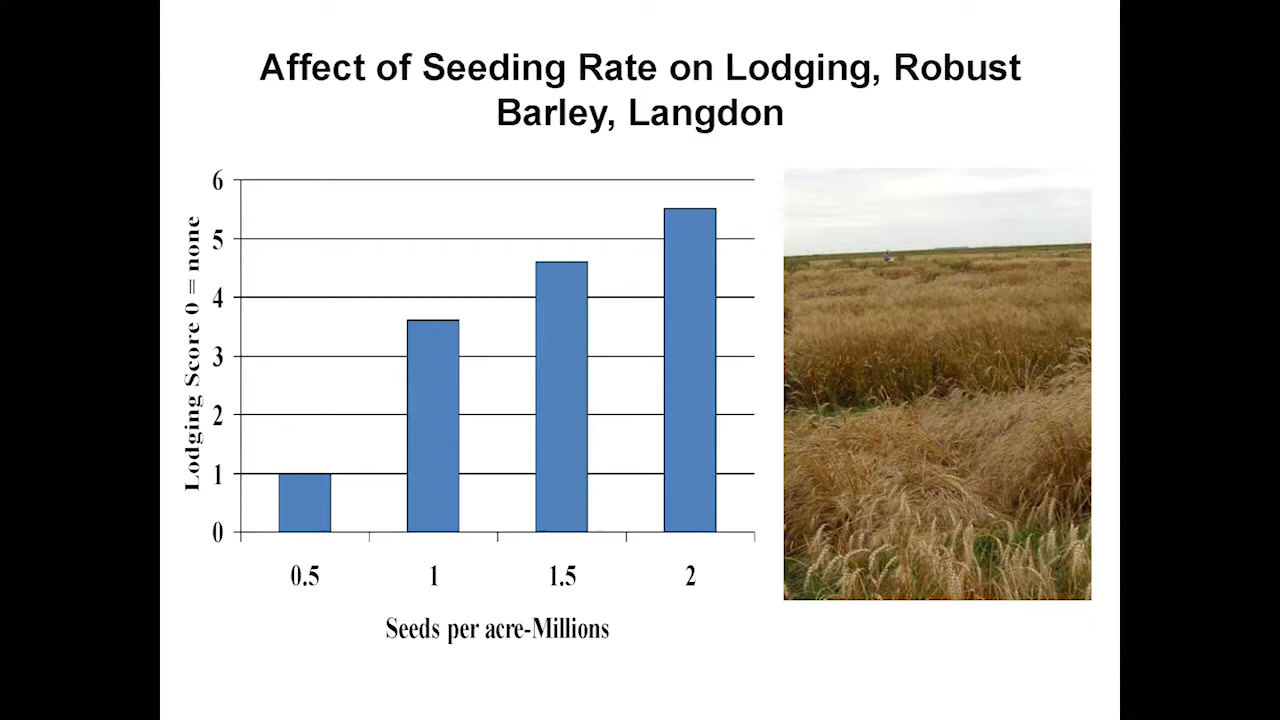 Affect of Seeding Rate on Lodging, Robust
Barley, Langdon
Lodging Score 0 = none
6
5
4
3
2
1
0
0.5 1 1.5 2
Seeds per acre-Millions